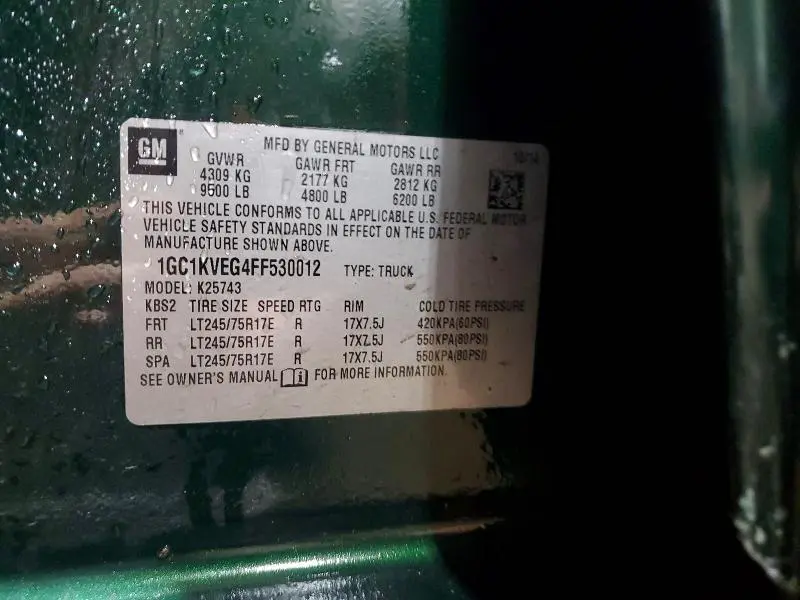 GM
MFD BY GENERAL MOTORS LLC
10/14
GVWR GAWR FRT GAWR RR
4309 KG 2177 KG 2812 KG
9500 LB 4800 LB 6200 LB
THIS VEHICLE CONFORMS TO ALL APPLICABLE U.S. FEDERAL MOTOR
VEHICLE SAFETY STANDARDS IN EFFECT ON THE DATE OF
MANUFACTURE SHOWN ABOVE.
1GC1KVEG4FF530012 TYPE: TRUCK
MODEL: K25743
KBS2 TIRE SIZE SPEED RTG RIM COLD TIRE PRESSURE
FRT LT245/75R17E R 17X7.5J 420KPA(60PSI)
RR LT245/75R17E R 17X7.5J 550KPA(80PSI)
SPA LT245/75R17E R 17X7.5J 550KPA(80PSI)
SEE OWNER'S MANUAL i FOR MORE INFORMATION.